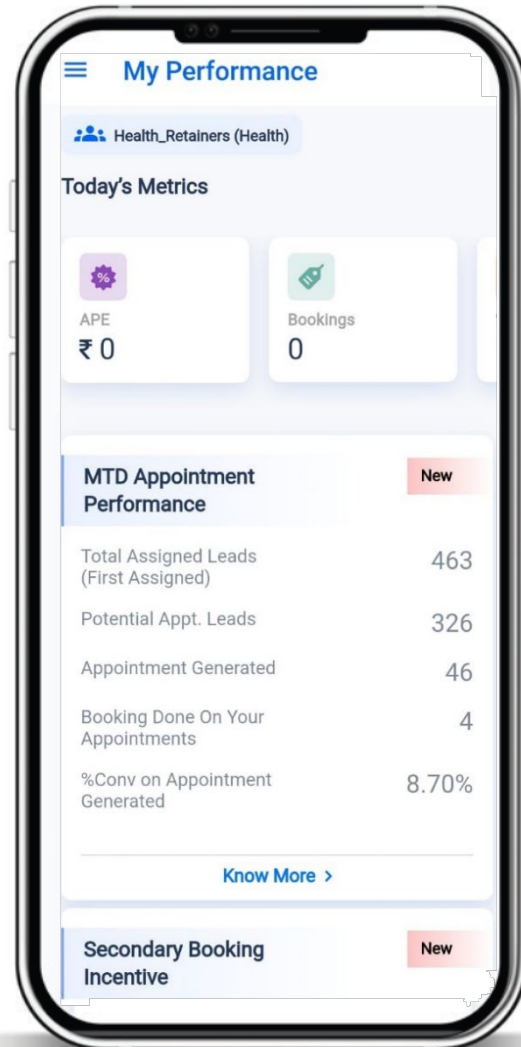 My Performance
Health_Retainers (Health)
Today's Metrics
%
APE
₹ 0
Bookings
0
MTD Appointment
Performance
New
Total Assigned Leads
(First Assigned)
463
Potential Appt. Leads
326
Appointment Generated
46
Booking Done On Your
Appointments
4
%Conv on Appointment
Generated
8.70%
Know More >
Secondary Booking
Incentive
New